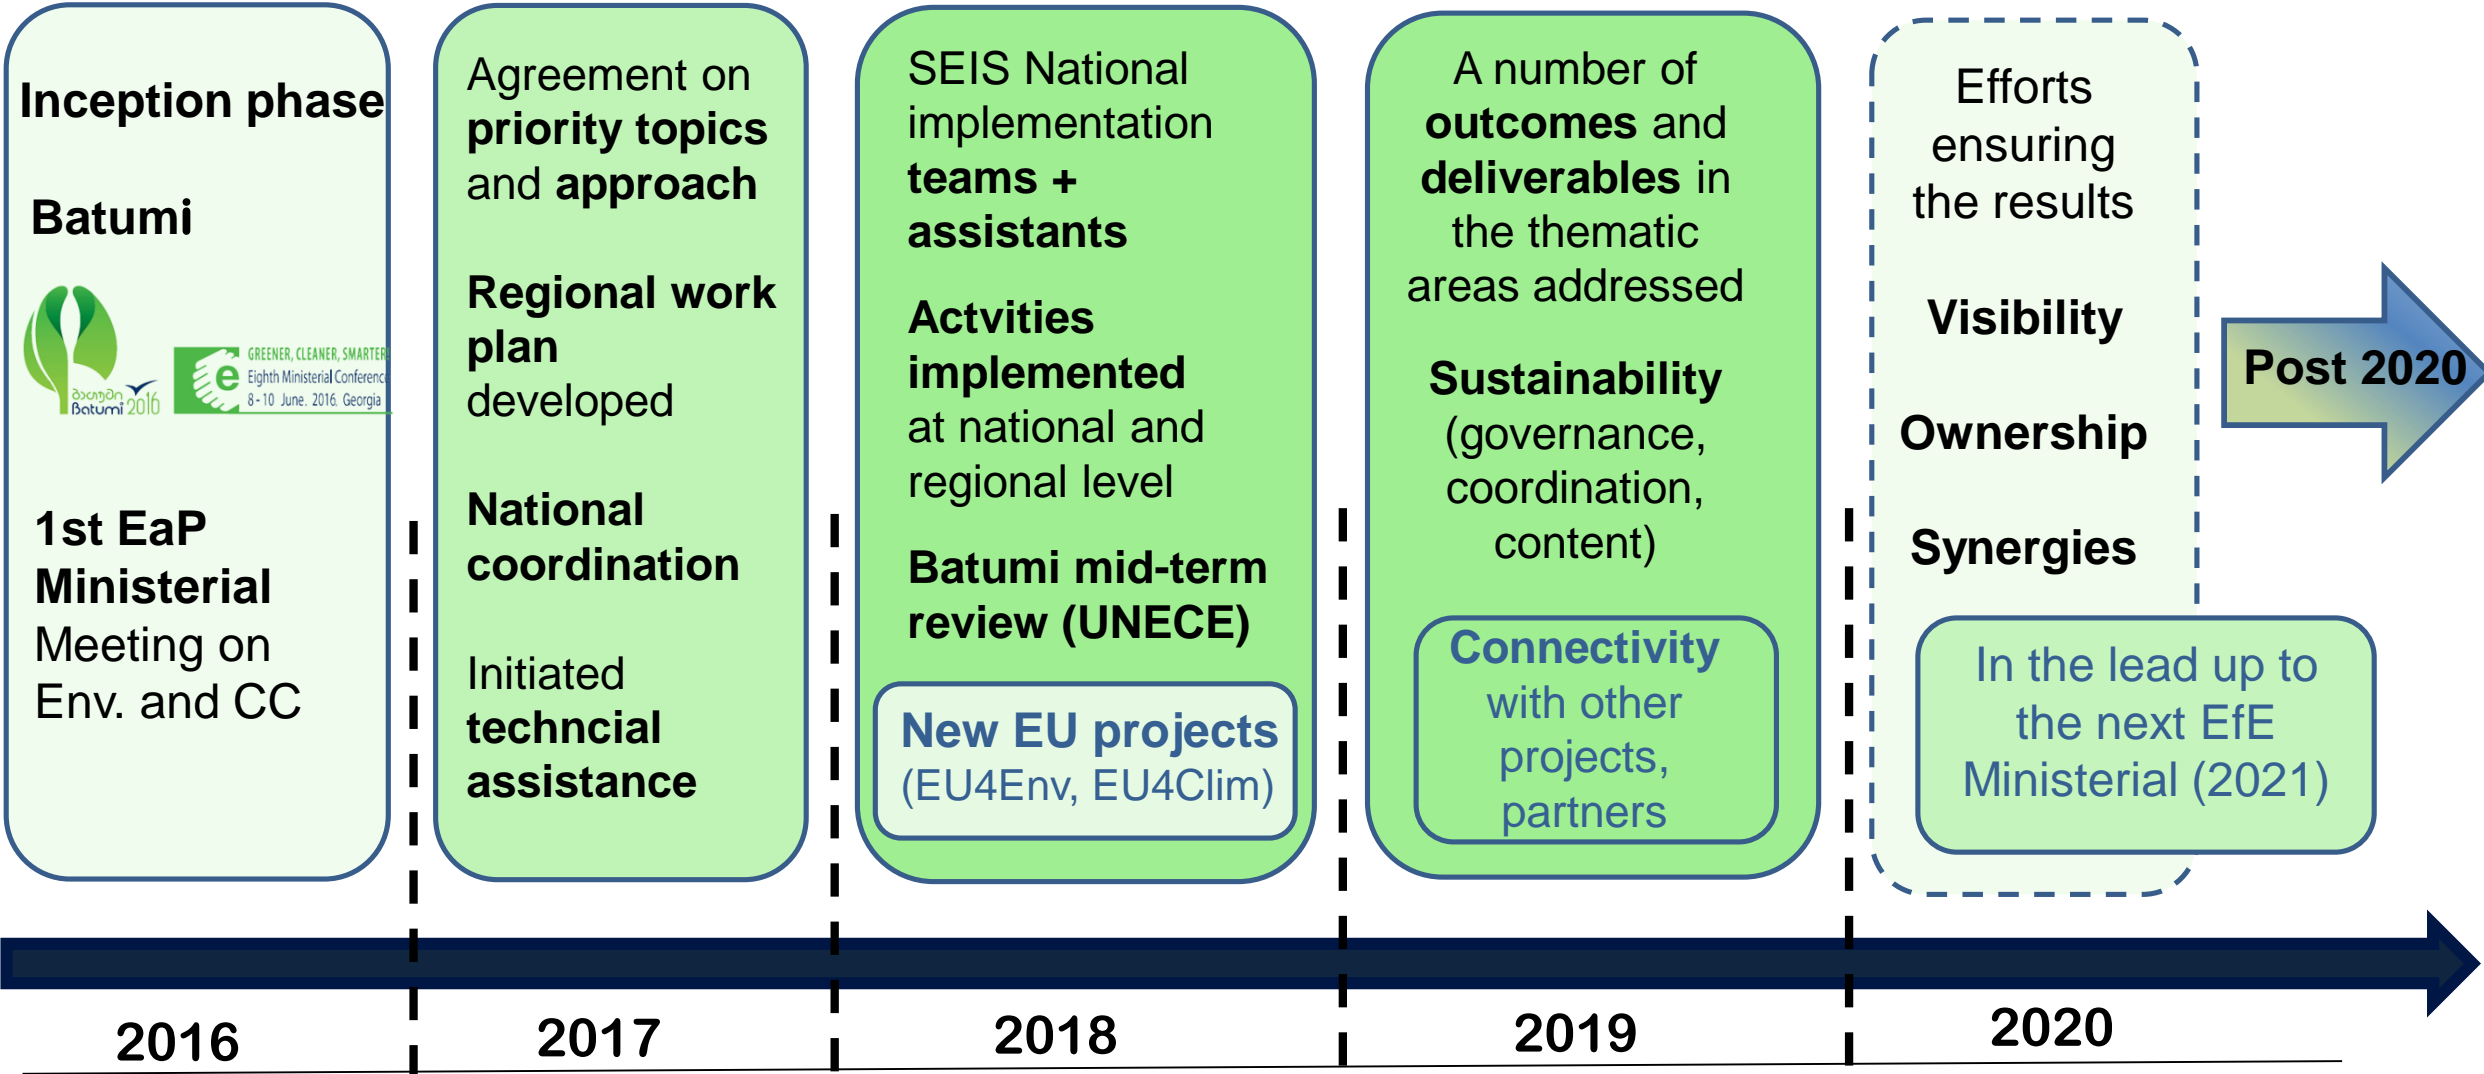 Inception phase
Batumi
ბათუმი
Batumi 2016
GREENER, CLEANER, SMARTER
e
Eighth Ministerial Conference
8-10 June. 2016. Georgia
1st EaP
Ministerial
Meeting on
Env. and CC
Agreement on
priority topics
and approach
Regional work
plan
developed
National
coordination
Initiated
techncial
assistance
SEIS National
implementation
teams +
assistants
Actvities
implemented
at national and
regional level
Batumi mid-term
review (UNECE)
New EU projects
(EU4Env, EU4Clim)
A number of
outcomes and
deliverables in
the thematic
areas addressed
Sustainability
(governance,
coordination,
content)
Connectivity
with other
projects,
partners
Efforts
ensuring
the results
Visibility
Ownership
Synergies
In the lead up to
the next EfE
Ministerial (2021)
Post 2020
2016
2017
2018
2019
2020